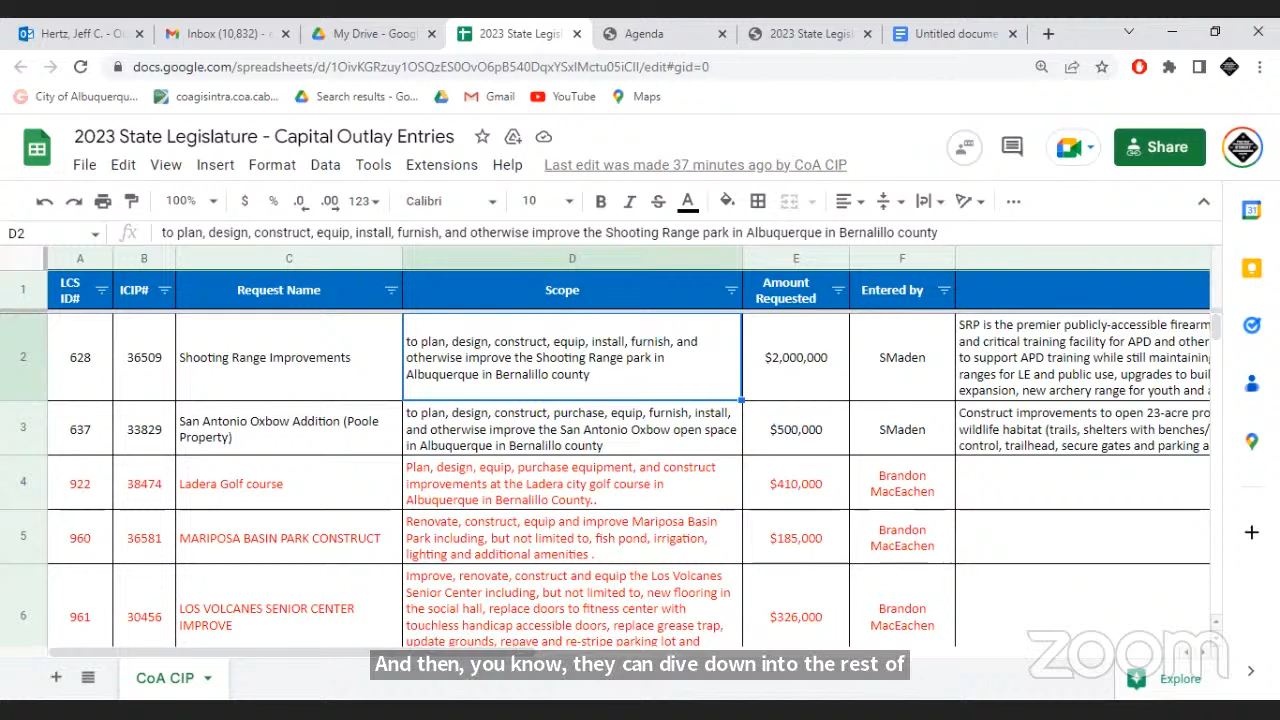 Hertz, Jeff C. - Ou
Inbox (10,832) - e
My Drive - Goog
2023 State Legisl
Agenda
2023 State Legisl
Untitled docume
docs.google.com/spreadsheets/d/1OivKGRzuy1OSQzES0OvO6pB540DqxYSxIMctu05iCII/edit#gid=0
City of Albuquerqu...
coagisintra.coa.cab...
Search results - Go...
Gmail
YouTube
Maps
2023 State Legislature - Capital Outlay Entries
File Edit View Insert Format Data Tools Extensions Help
Last edit was made 37 minutes ago by CoA CIP
Share
100%
$ % .0 .00 123
Calibri
10
B I S A
D2
fx
to plan, design, construct, equip, install, furnish, and otherwise improve the Shooting Range park in Albuquerque in Bernalillo county
A B C D E F
1
LCS
ID#
ICIP#
Request Name
Scope
Amount
Requested
Entered by
2
628
36509
Shooting Range Improvements
to plan, design, construct, equip, install, furnish, and
otherwise improve the Shooting Range park in
Albuquerque in Bernalillo county
$2,000,000
SMaden
SRP is the premier publicly-accessible firearm
and critical training facility for APD and other
to support APD training while still maintaining
ranges for LE and public use, upgrades to buil
expansion, new archery range for youth and a
3
637
33829
San Antonio Oxbow Addition (Poole
Property)
to plan, design, construct, purchase, equip, furnish, install,
and otherwise improve the San Antonio Oxbow open space
in Albuquerque in Bernalillo county
$500,000
SMaden
Construct improvements to open 23-acre pro
wildlife habitat (trails, shelters with benches/
control, trailhead, secure gates and parking a
4
922
38474
Ladera Golf course
Plan, design, equip, purchase equipment, and construct
improvements at the Ladera city golf course in
Albuquerque in Bernalillo County..
$410,000
Brandon
MacEachen
5
960
36581
MARIPOSA BASIN PARK CONSTRUCT
Renovate, construct, equip and improve Mariposa Basin
Park including, but not limited to, fish pond, irrigation,
lighting and additional amenities .
$185,000
Brandon
MacEachen
6
961
30456
LOS VOLCANES SENIOR CENTER
IMPROVE
Improve, renovate, construct and equip the Los Volcanes
Senior Center including, but not limited to, new flooring in
the social hall, replace doors to fitness center with
touchless handicap accessible doors, replace grease trap,
update grounds, repave and re-stripe parking lot and
$326,000
Brandon
MacEachen
And then, you know, they can dive down into the rest of
zoom
CoA CIP
Explore
31